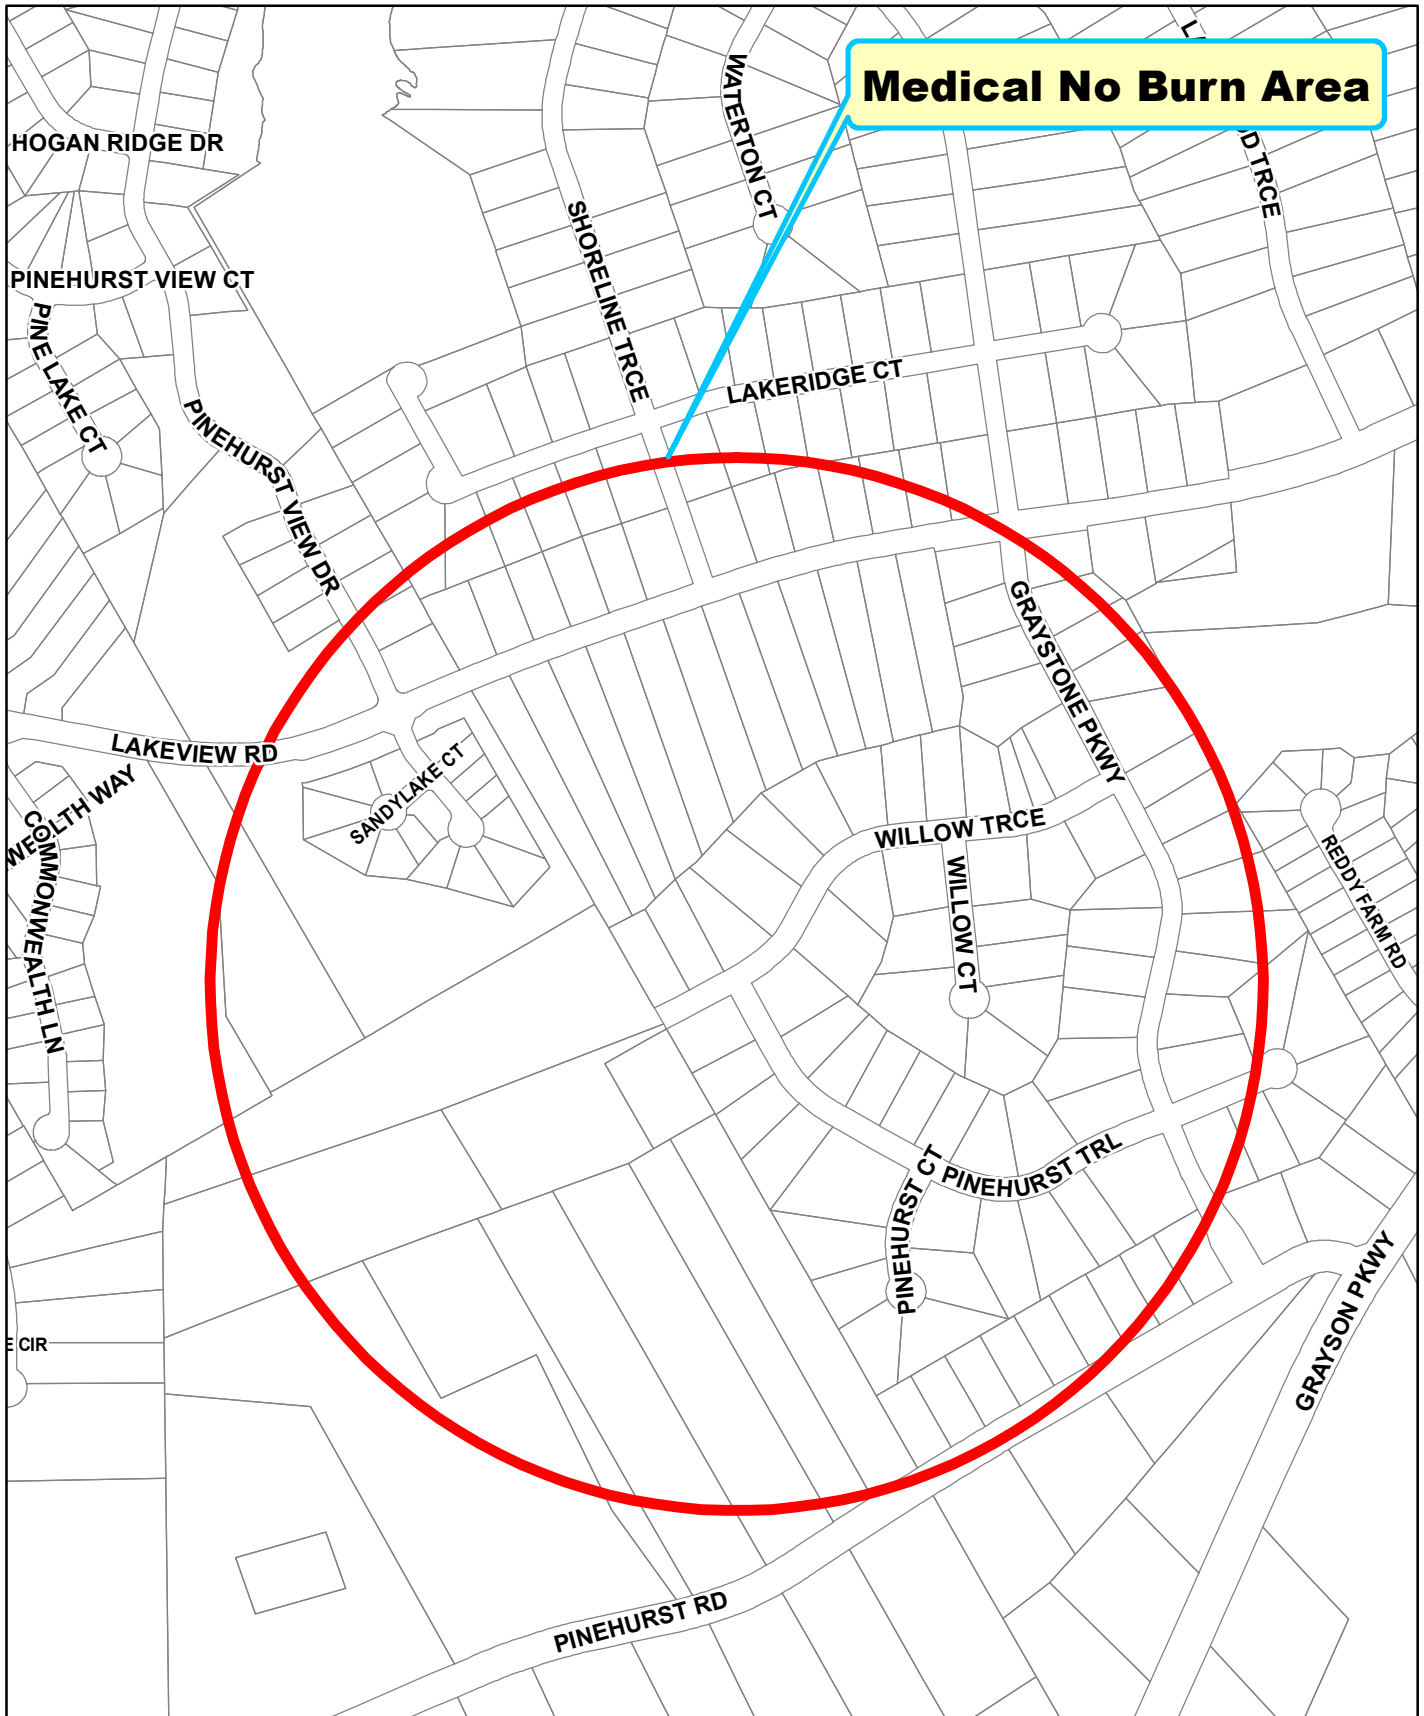 Medical No Burn Area
WATERTON CT
HOGAN RIDGE DR
TRCE
SHORELINE TRCE
PINEHURST VIEW CT
PINE LAKE CT
LAKERIDGE CT
PINEHURST VIEW DR
GRAYSTONE PKWY
LAKEVIEW RD
SANDYLAKE CT
WILLOW TRCE
WILLOW CT
REDDY FARM RD
COMMONWEALTH LN
WAY
PINEHURST TRL
PINEHURST CT
GRAYSON PKWY
E CIR
PINEHURST RD